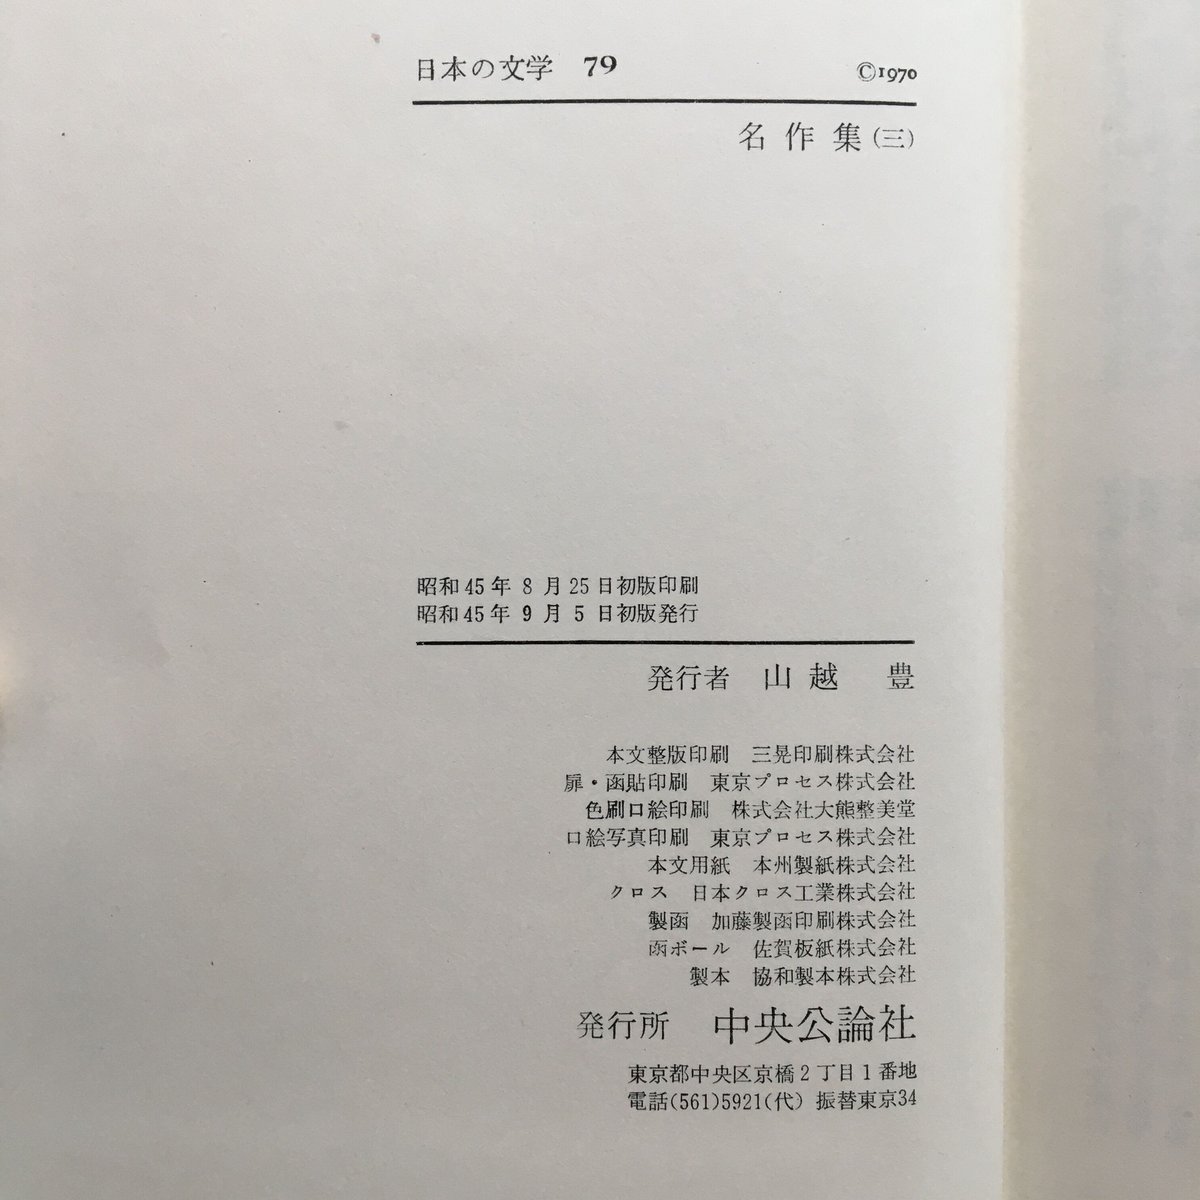 日本の文学 79 ©1970
名作集(三)
昭和45年 8 月 25日初版印刷
昭和45年 9 月 5 日初版発行
発行者 山越 豊
本文整版印刷 三晃印刷株式会社
扉・函貼印刷 東京プロセス株式会社
色刷口絵印刷 株式会社大熊整美堂
口絵写真印刷 東京プロセス株式会社
本文用紙 本州製紙株式会社
クロス 日本クロス工業株式会社
製函 加藤製函印刷株式会社
函ボール 佐賀板紙株式会社
製本 協和製本株式会社
発行所 中央公論社
東京都中央区京橋2丁目1番地
電話(561)5921(代) 振替東京34